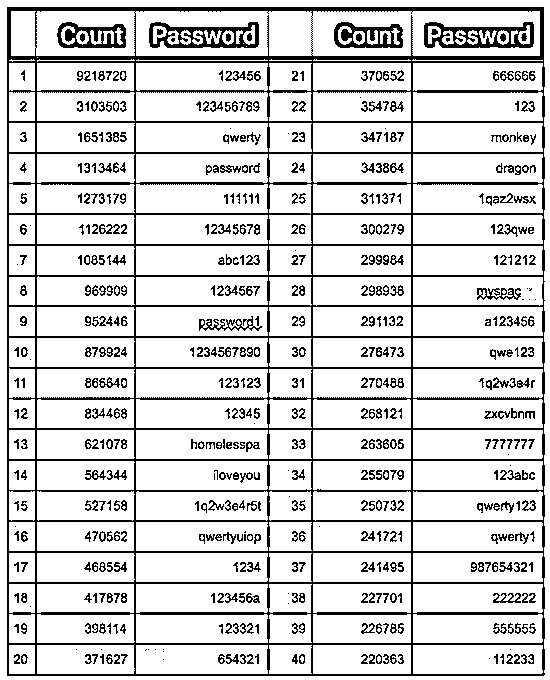 Count Password Count Password
1 9218720 123456 21 370652 666666
2 3103503 123456789 22 354784 123
3 1651385 qwerty 23 347187 monkey
4 1313464 password 24 343864 dragon
5 1273179 111111 25 311371 1qaz2wsx
6 1126222 12345678 26 300279 123qwe
7 1085144 abc123 27 299984 121212
8 969909 1234567 28 298938 myspac
9 952446 password1 29 291132 a123456
10 879924 1234567890 30 276473 qwe123
11 866640 123123 31 270488 1q2w3e4r
12 834468 12345 32 268121 zxcvbnm
13 621078 homelesspa 33 263605 7777777
14 564344 iloveyou 34 255079 123abc
15 527158 1q2w3e4r5t 35 250732 qwerty123
16 470562 qwertyuiop 36 241721 qwerty1
17 468554 1234 37 241495 987654321
18 417878 123456a 38 227701 222222
19 398114 123321 39 226785 555555
20 371627 654321 40 220363 112233